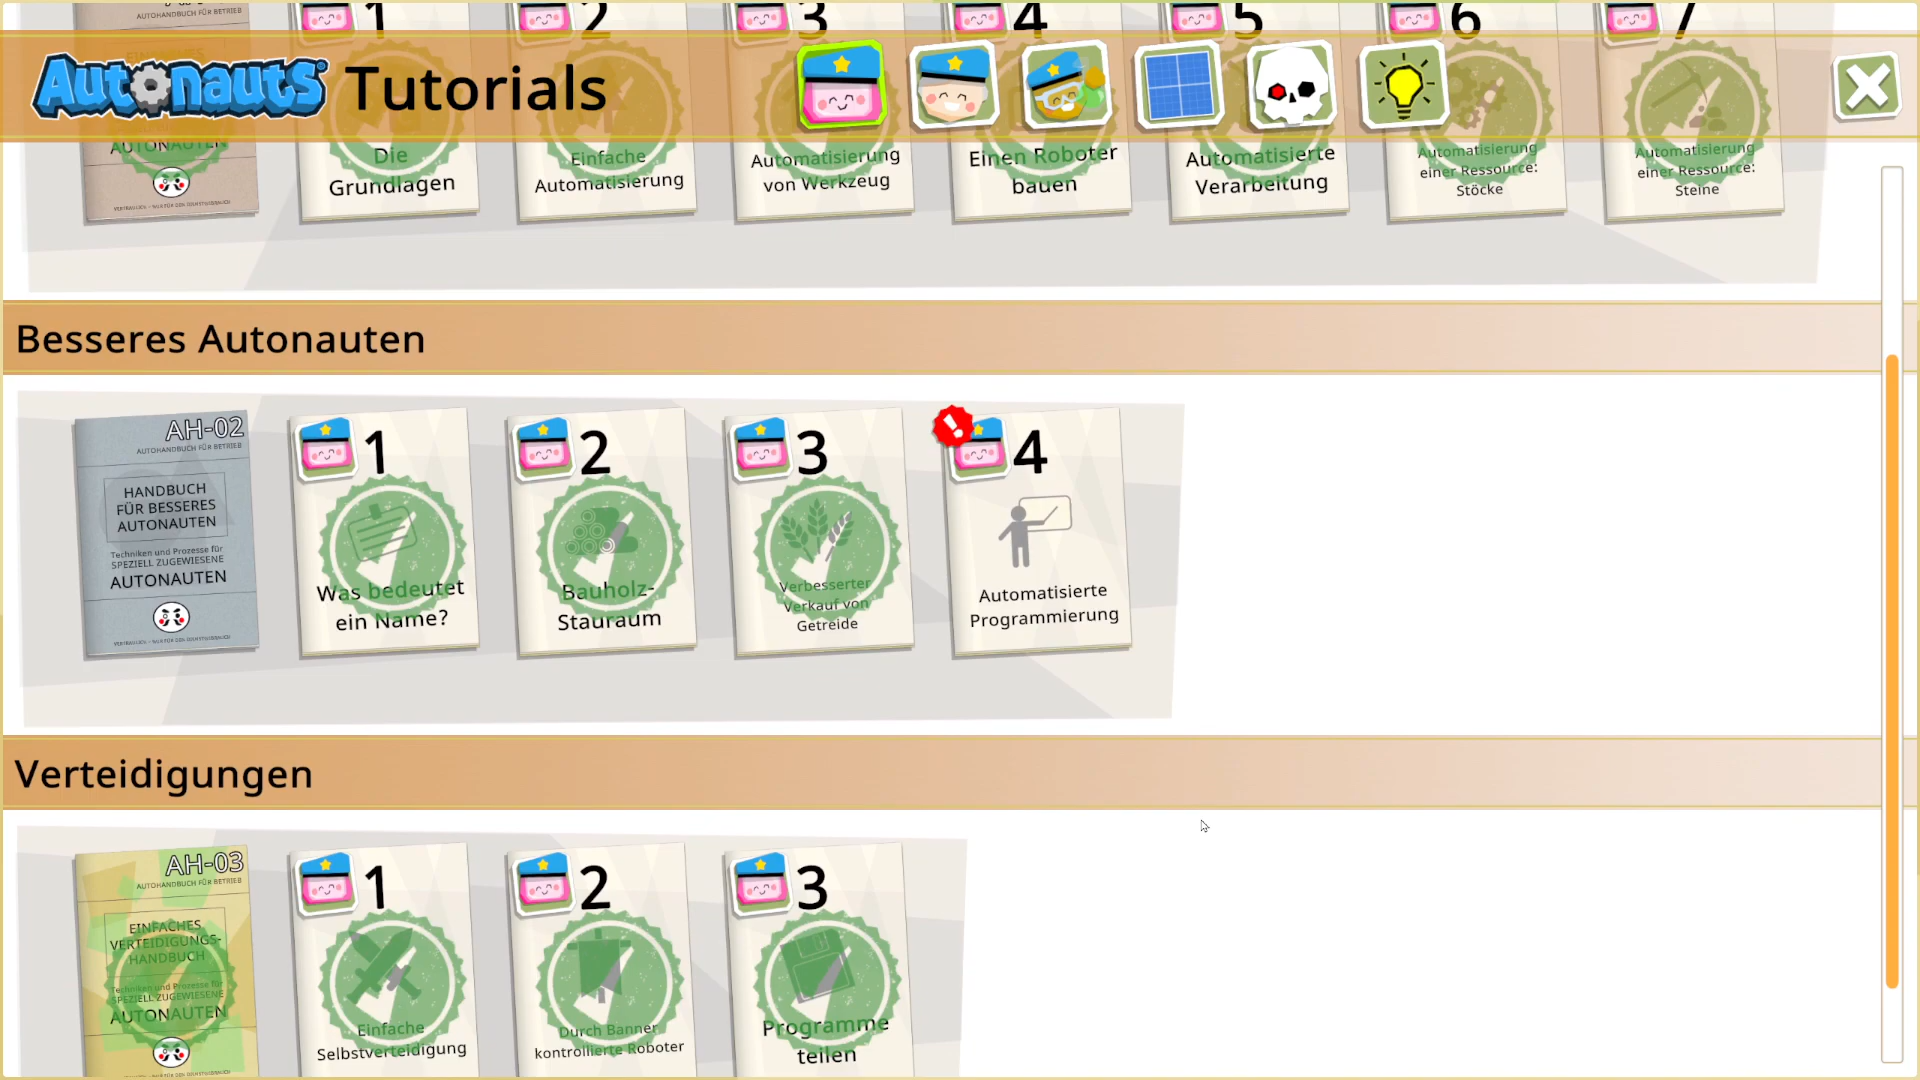 AUTOHANDBUCH FÜR BETRIEB
1
2
3
4
5
6
7
Autonauts
Tutorials
AUTONAUTEN
Die
Grundlagen
Einfache
Automatisierung
Automatisierung
von Werkzeug
Einen Roboter
bauen
Automatisierte
Verarbeitung
Automatisierung
einer Ressource:
Stöcke
Automatisierung
einer Ressource:
Steine
Besseres Autonauten
AH-02
AUTOHANDBUCH FÜR BETRIEB
HANDBUCH
FÜR BESSERES
AUTONAUTEN
Techniken und Prozesse für
SPEZIELL ZUGEWIESENE
AUTONAUTEN
1
Was bedeutet
ein Name?
2
Bauholz-
Stauraum
3
Verbesserter
Verkauf von
Getreide
4
Automatisierte
Programmierung
Verteidigungen
AH-03
AUTOHANDBUCH FÜR BETRIEB
EINFACHES
VERTEIDIGUNGS-
HANDBUCH
Techniken und Prozesse für
SPEZIELL ZUGEWIESENE
AUTONAUTEN
1
Einfache
Selbstverteidigung
2
Durch Banner
kontrollierte Roboter
3
Programme
teilen